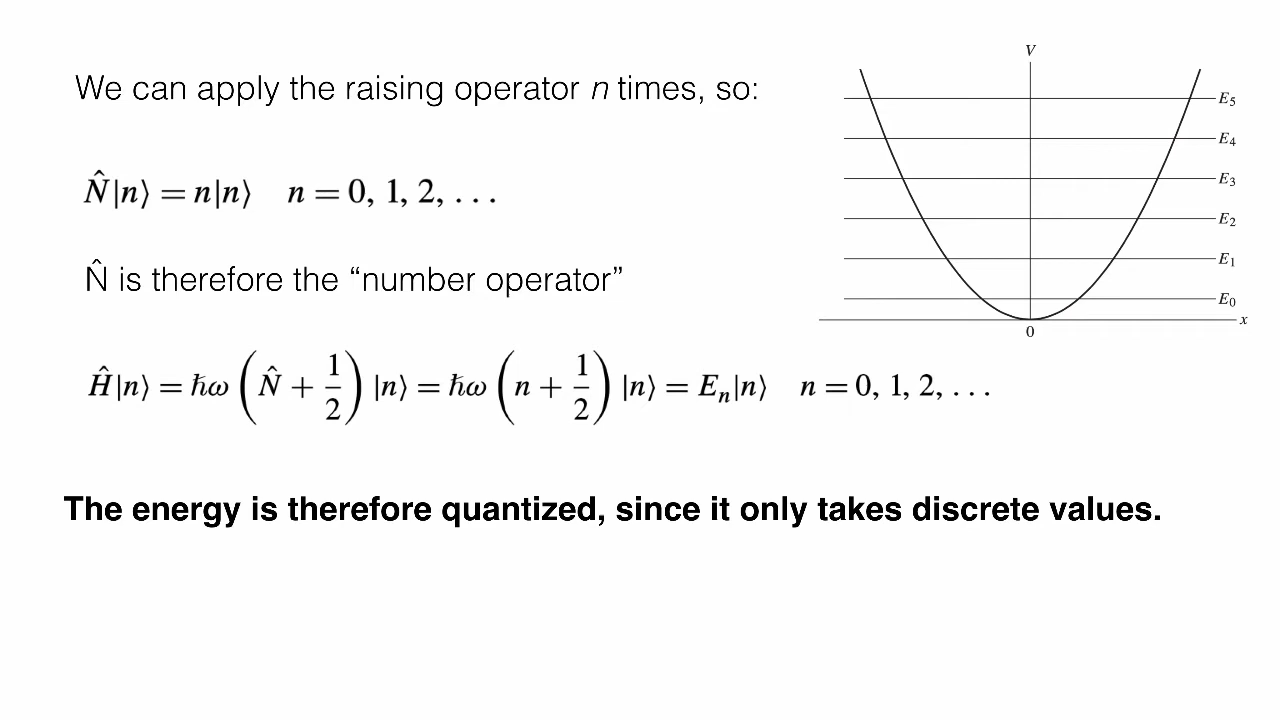 We can apply the raising operator n times, so:
N̂|n⟩ = n|n⟩ n = 0, 1, 2, . . .
N̂ is therefore the “number operator”
Ĥ|n⟩ = ℏω (N̂ + 1/2) |n⟩ = ℏω (n + 1/2) |n⟩ = Eₙ|n⟩ n = 0, 1, 2, . . .
The energy is therefore quantized, since it only takes discrete values.
V
E₅
E₄
E₃
E₂
E₁
E₀
x
0